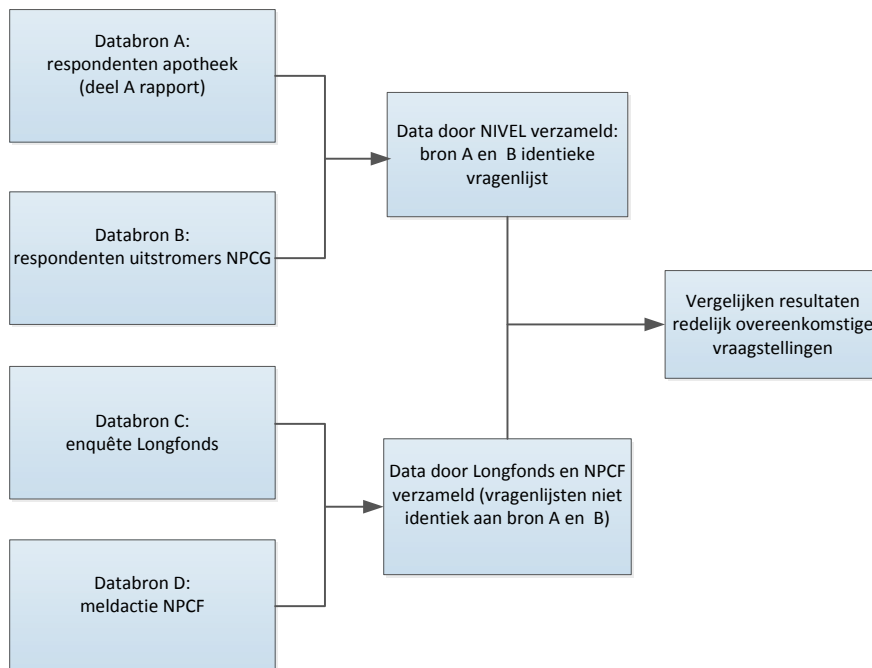 Databron A:
respondenten apotheek
(deel A rapport)
Data door NIVEL verzameld:
bron A en  B identieke
vragenlijst
Databron B:
respondenten uitstromers NPCG
Vergelijken resultaten
redelijk overeenkomstige
vraagstellingen
Databron C:
enquête Longfonds
Data door Longfonds en NPCF
verzameld (vragenlijsten niet
identiek aan bron A en  B)
Databron D:
meldactie NPCF